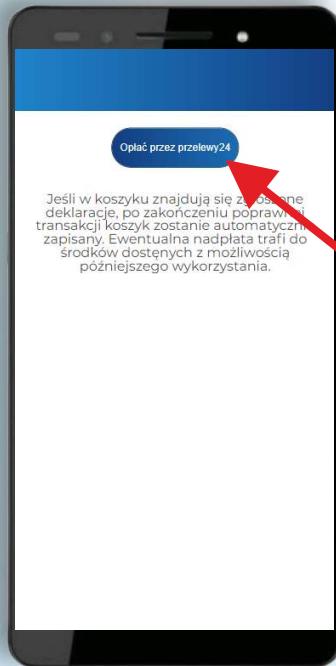 Opłać przez przelewy24
Jeśli w koszyku znajdują się
deklaracje, po zakończeniu
transakcji koszyk zostanie
zapisany. Ewentualna nadpłata trafi do
środków dostęnych z możliwością
późniejszego wykorzystania.